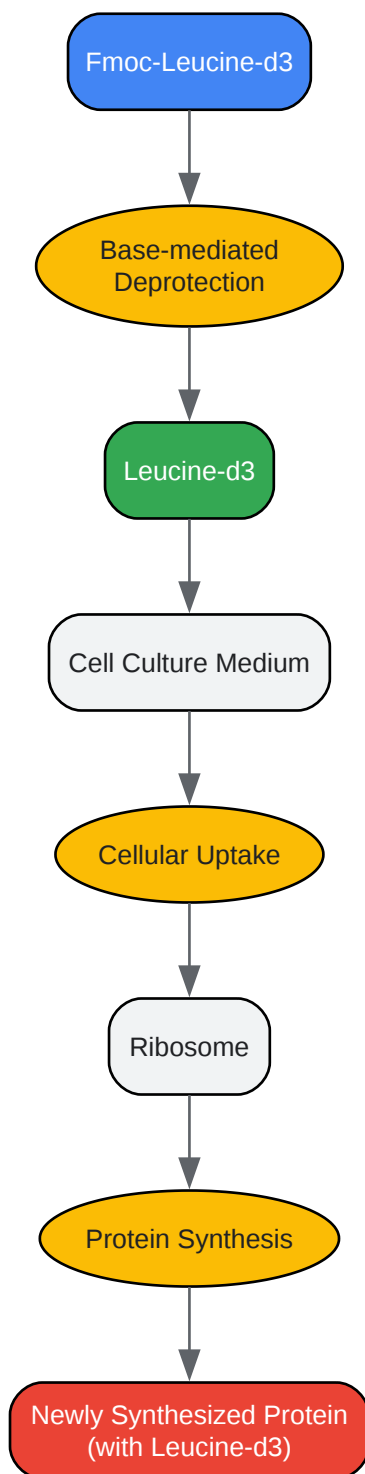 Fmoc-Leucine-d3
Base-mediated
Deprotection
Leucine-d3
Cell Culture Medium
Cellular Uptake
Ribosome
Protein Synthesis
Newly Synthesized Protein
(with Leucine-d3)